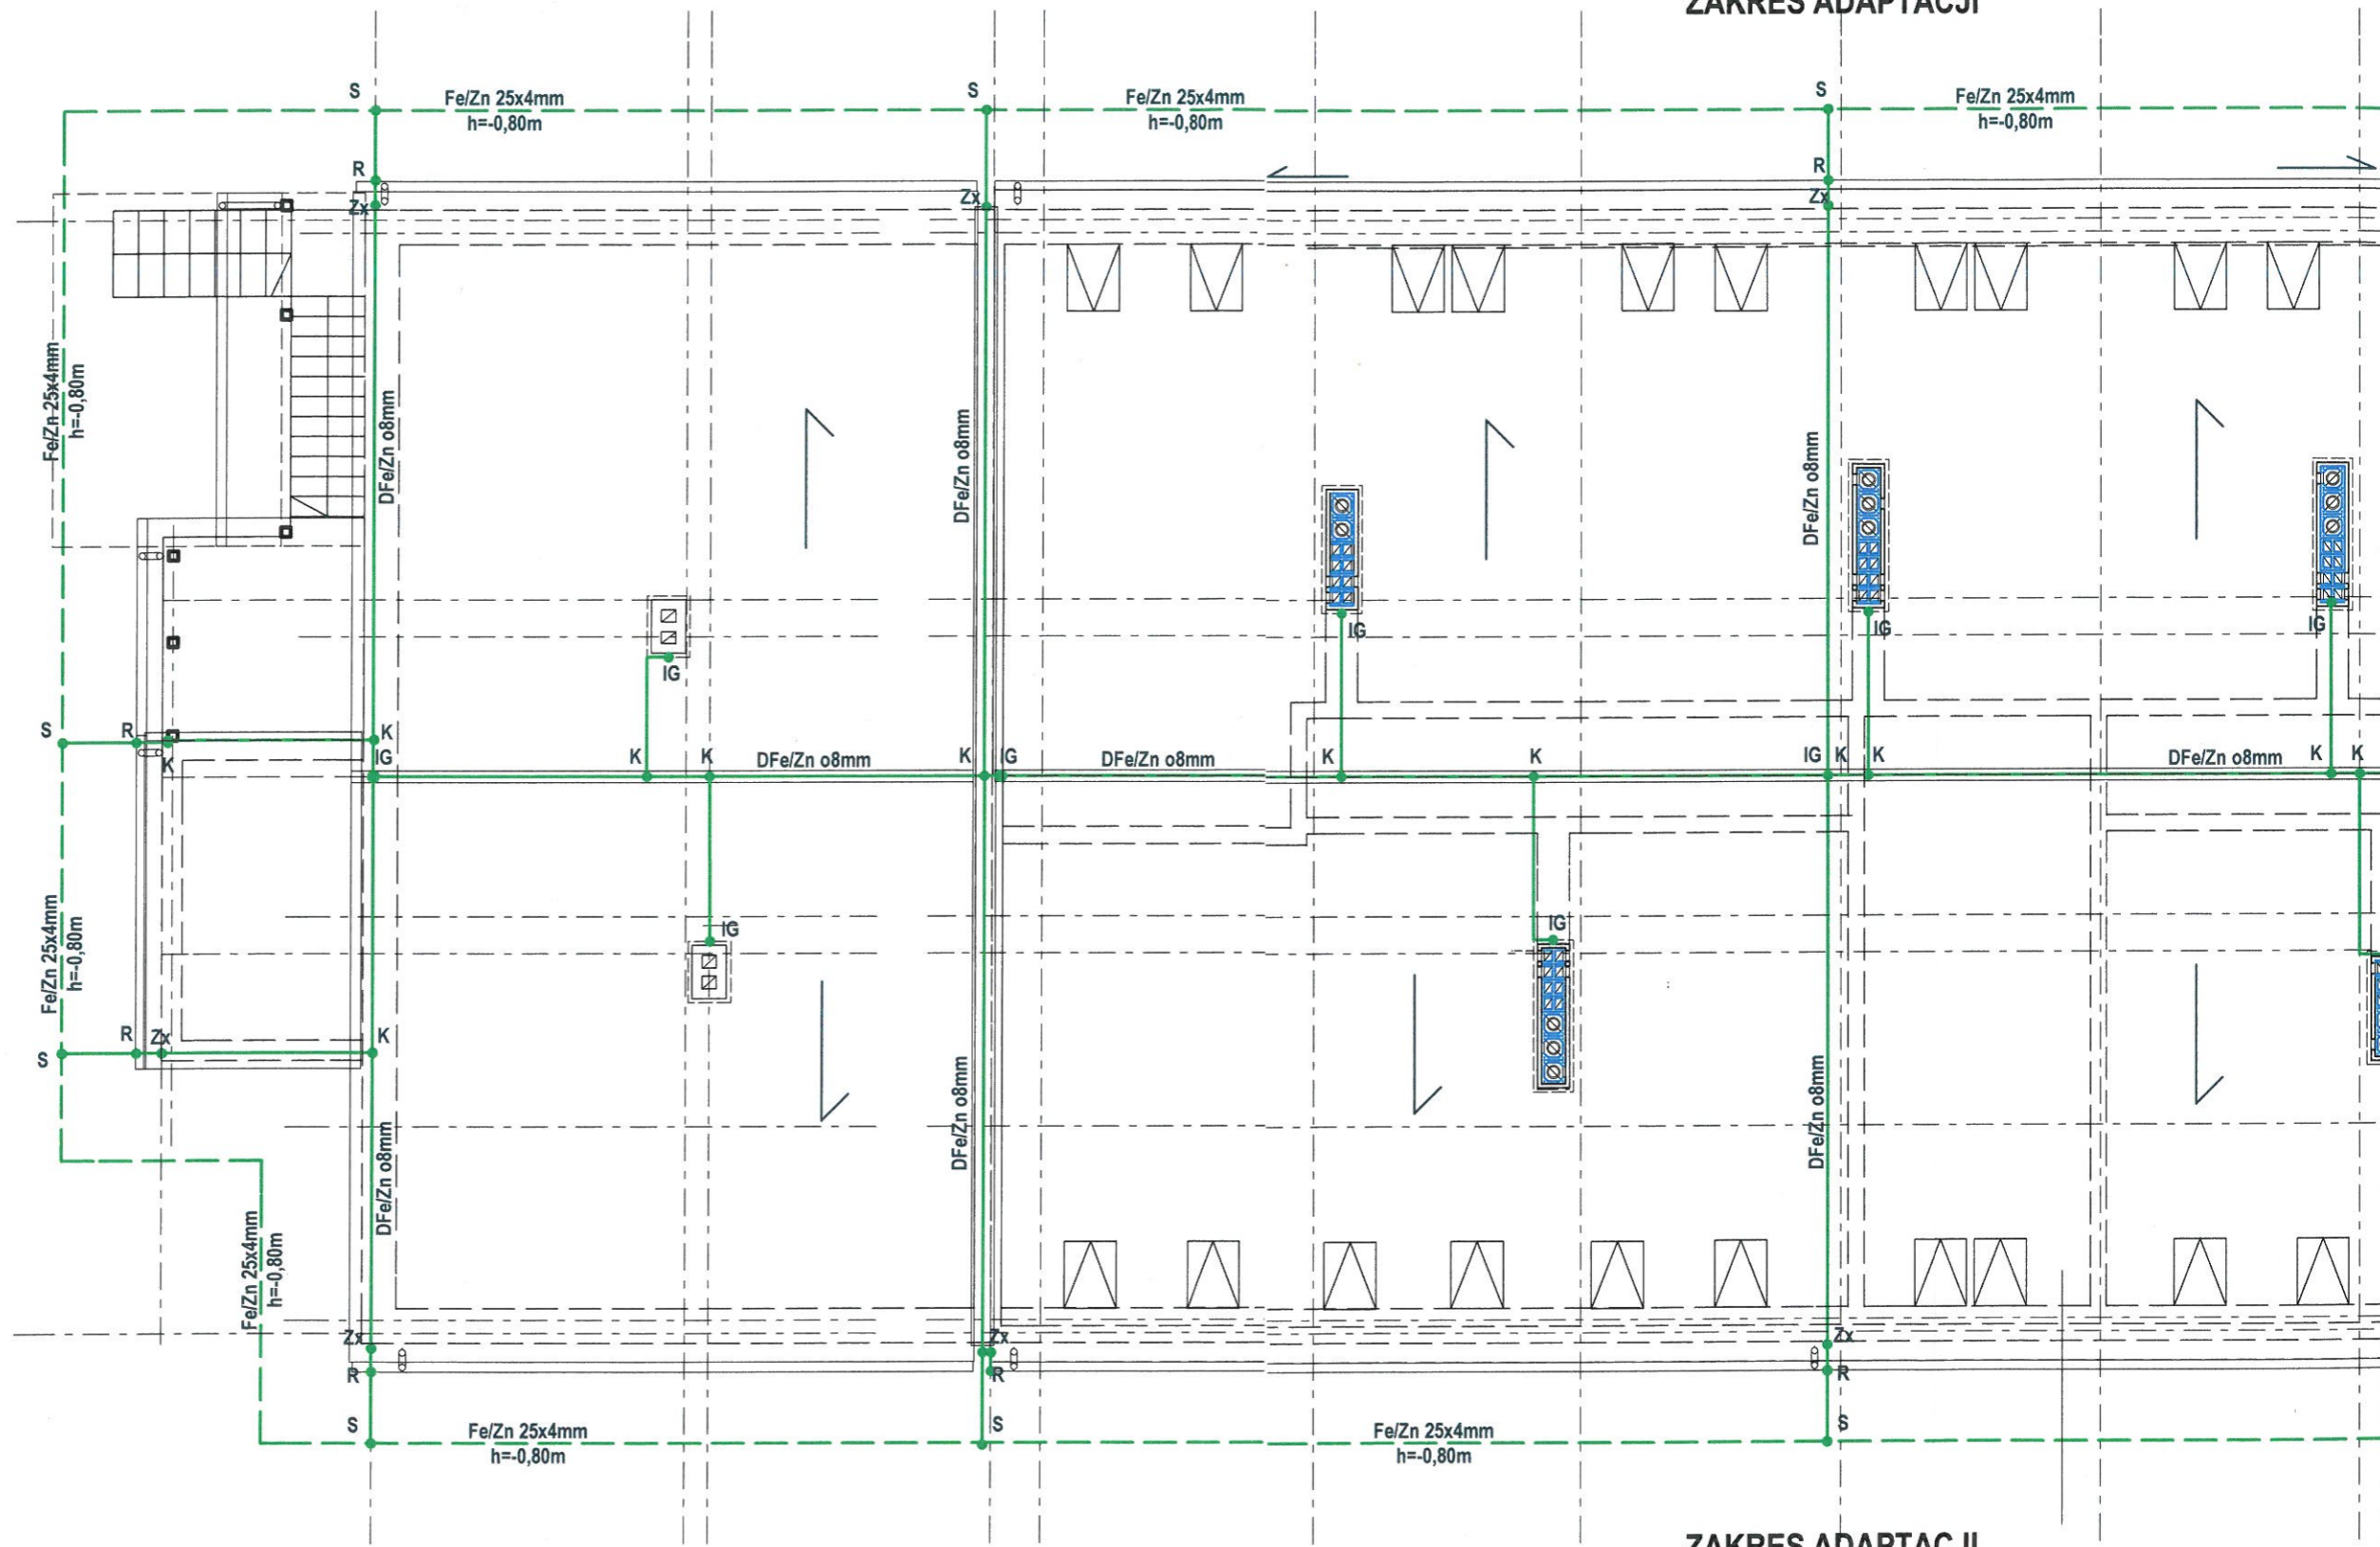 ZAKRES ADAPTACJI
S
Fe/Zn 25x4mm
h=-0,80m
S
Fe/Zn 25x4mm
h=-0,80m
S
Fe/Zn 25x4mm
h=-0,80m
R
Zx
Zx
R
Zx
Fe/Zn 25x4mm
h=-0,80m
DFe/Zn o8mm
DFe/Zn o8mm
DFe/Zn o8mm
IG
IG
IG
IG
S
R
K
K
IG
K
K
DFe/Zn o8mm
K
IG
DFe/Zn o8mm
K
K
IG
K
K
DFe/Zn o8mm
K
K
IG
IG
Fe/Zn 25x4mm
h=-0,80m
S
R
Zx
K
DFe/Zn o8mm
DFe/Zn o8mm
DFe/Zn o8mm
Fe/Zn 25x4mm
h=-0,80m
Zx
R
Zx
R
Zx
R
S
Fe/Zn 25x4mm
h=-0,80m
S
Fe/Zn 25x4mm
h=-0,80m
S
ZAKRES ADAPTACJI